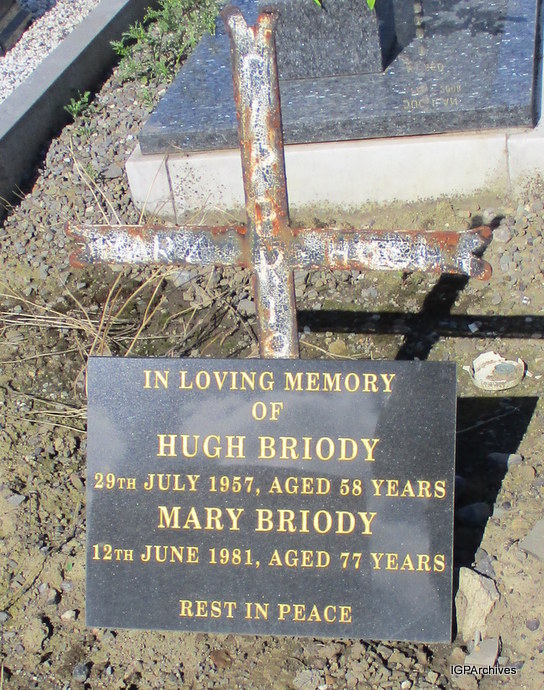 IN LOVING MEMORY
OF
HUGH BRIODY
29TH JULY 1957, AGED 58 YEARS
MARY BRIODY
12TH JUNE 1981, AGED 77 YEARS
REST IN PEACE
IGPArchives